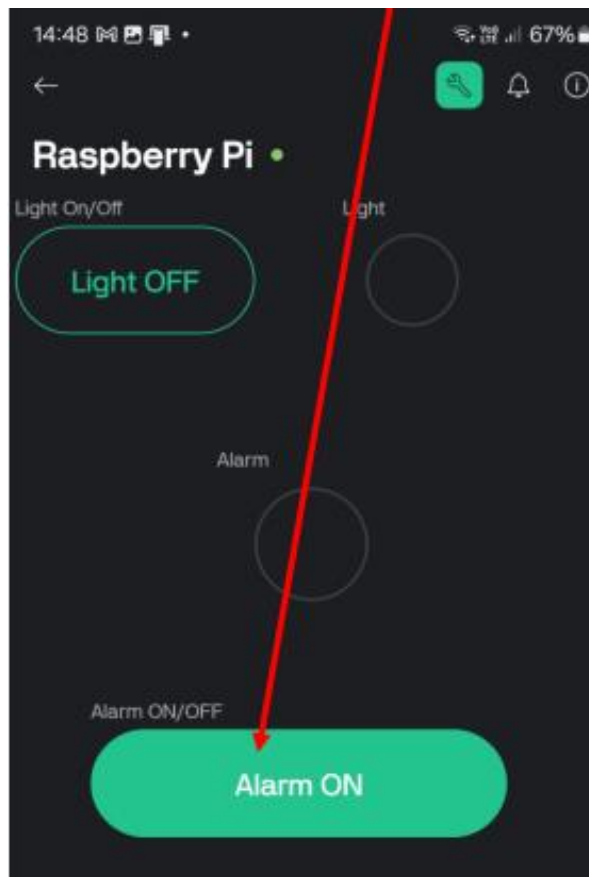 14:48
67%
Raspberry Pi
Light On/Off
Light
Light OFF
Alarm
Alarm ON/OFF
Alarm ON